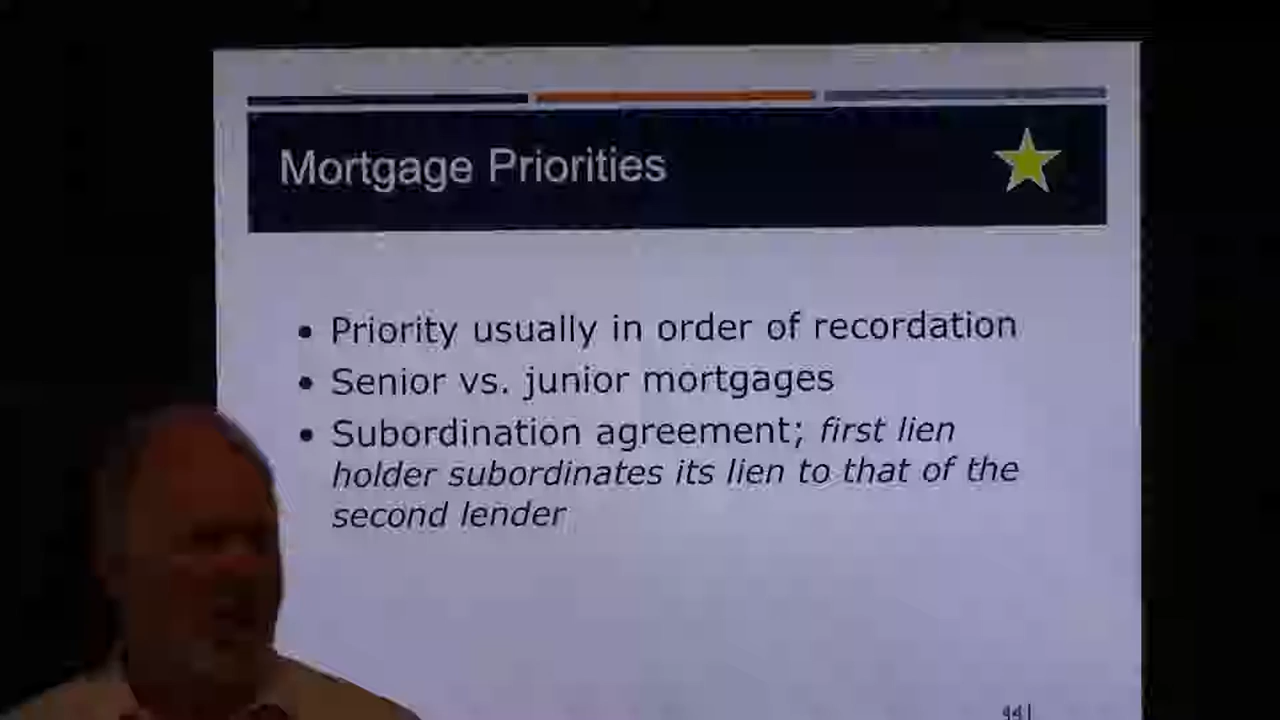 Mortgage Priorities
• Priority usually in order of recordation
• Senior vs. junior mortgages
• Subordination agreement; first lien
holder subordinates its lien to that of the
second lender
441